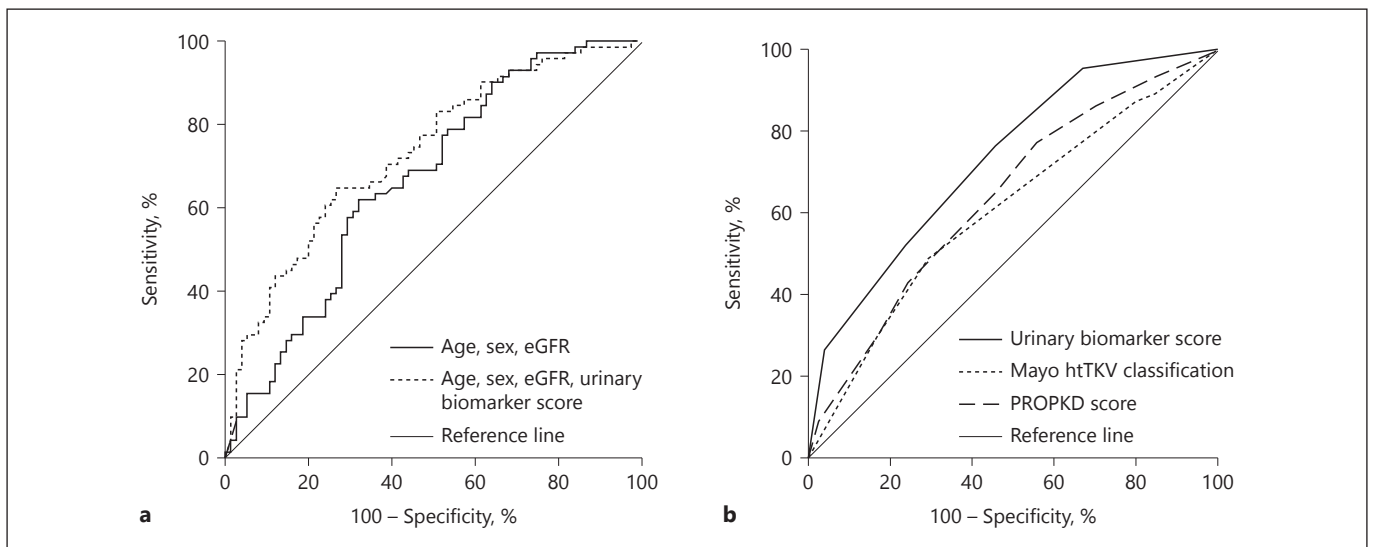 100
80
60
40
20
0
Sensitivity, %
0 20 40 60 80 100
100 – Specificity, %
Age, sex, eGFR
Age, sex, eGFR, urinary
biomarker score
Reference line
a
100
80
60
40
20
0
Sensitivity, %
0 20 40 60 80 100
100 – Specificity, %
Urinary biomarker score
Mayo htTKV classification
PROPKD score
Reference line
b